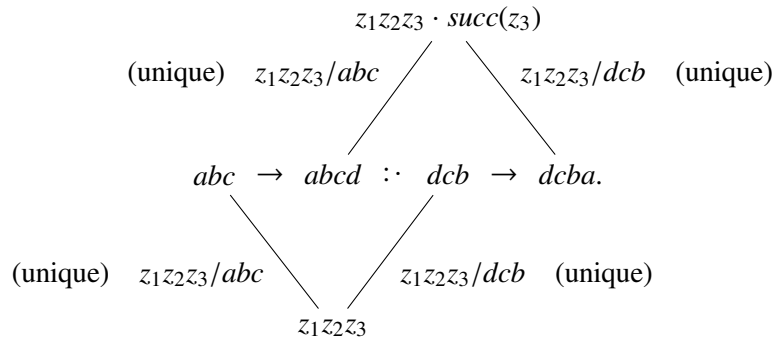 z₁z₂z₃ · succ(z₃)
(unique) z₁z₂z₃/abc z₁z₂z₃/dcb (unique)
abc → abcd :· dcb → dcba.
(unique) z₁z₂z₃/abc z₁z₂z₃/dcb (unique)
z₁z₂z₃